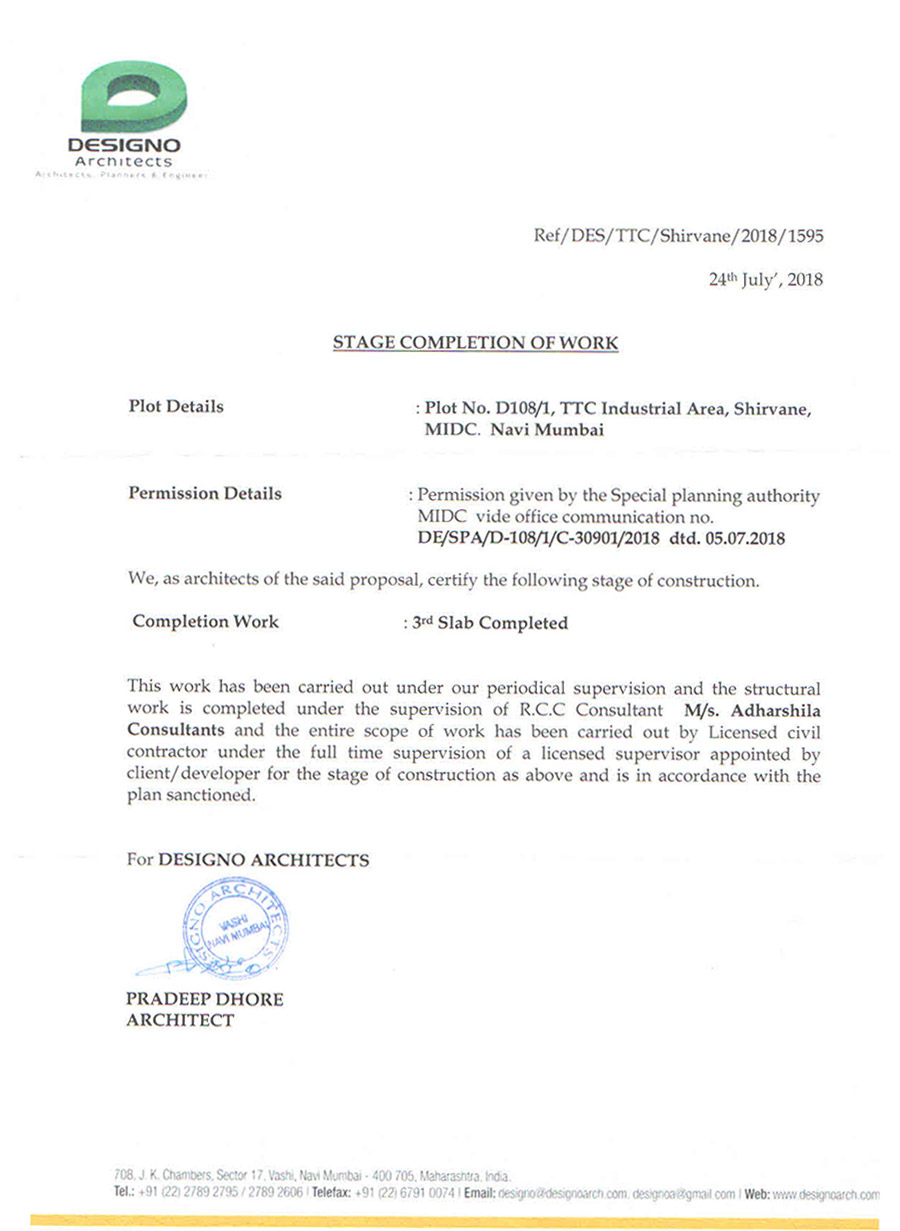 DESIGNO
Architects
Architects, Planners & Engineer
Ref/DES/TTC/Shirvane/2018/1595
24th July', 2018
STAGE COMPLETION OF WORK
Plot Details : Plot No. D108/1, TTC Industrial Area, Shirvane,
MIDC. Navi Mumbai
Permission Details : Permission given by the Special planning authority
MIDC vide office communication no.
DE/SPA/D-108/1/C-30901/2018 dtd. 05.07.2018
We, as architects of the said proposal, certify the following stage of construction.
Completion Work : 3rd Slab Completed
This work has been carried out under our periodical supervision and the structural
work is completed under the supervision of R.C.C Consultant M/s. Adharshila
Consultants and the entire scope of work has been carried out by Licensed civil
contractor under the full time supervision of a licensed supervisor appointed by
client/developer for the stage of construction as above and is in accordance with the
plan sanctioned.
For DESIGNO ARCHITECTS
DESIGNO ARCHITECTS
VASHI
NAVI MUMBAI
PRADEEP DHORE
ARCHITECT
708, J. K. Chambers, Sector 17, Vashi, Navi Mumbai - 400 705, Maharashtra, India.
Tel.: +91 (22) 2789 2795 / 2789 2606 | Telefax: +91 (22) 6791 0074 | Email: designo@designoarch.com, designoa@gmail.com | Web: www.designoarch.com